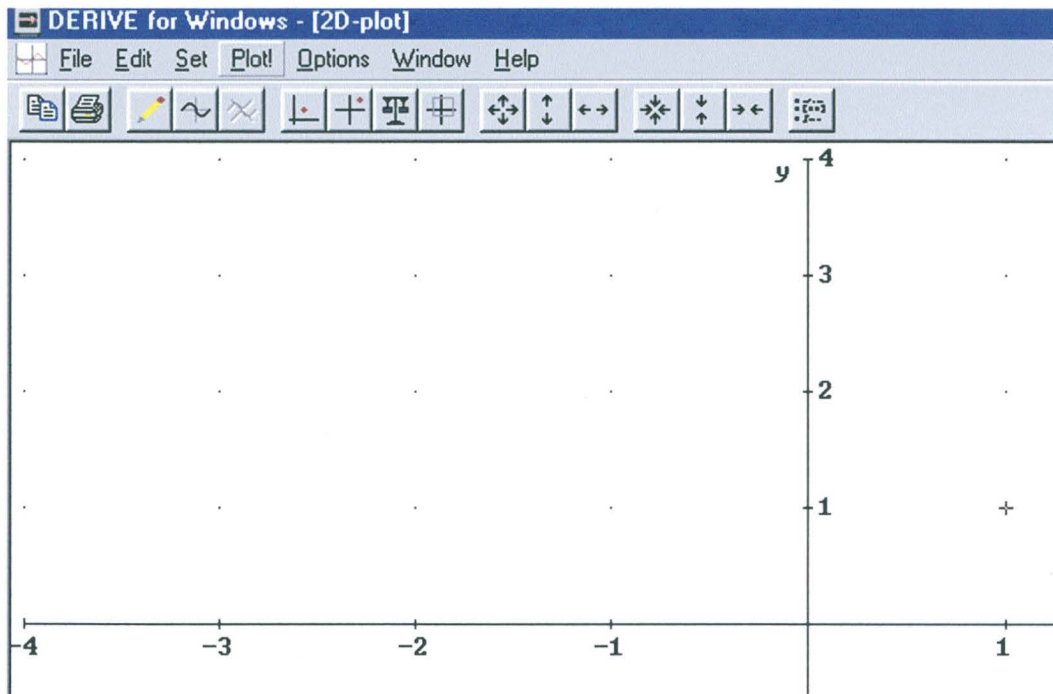 DERIVE for Windows - [2D-plot]
File Edit Set Plot! Options Window Help
y 4
3
2
1
-4 -3 -2 -1 1